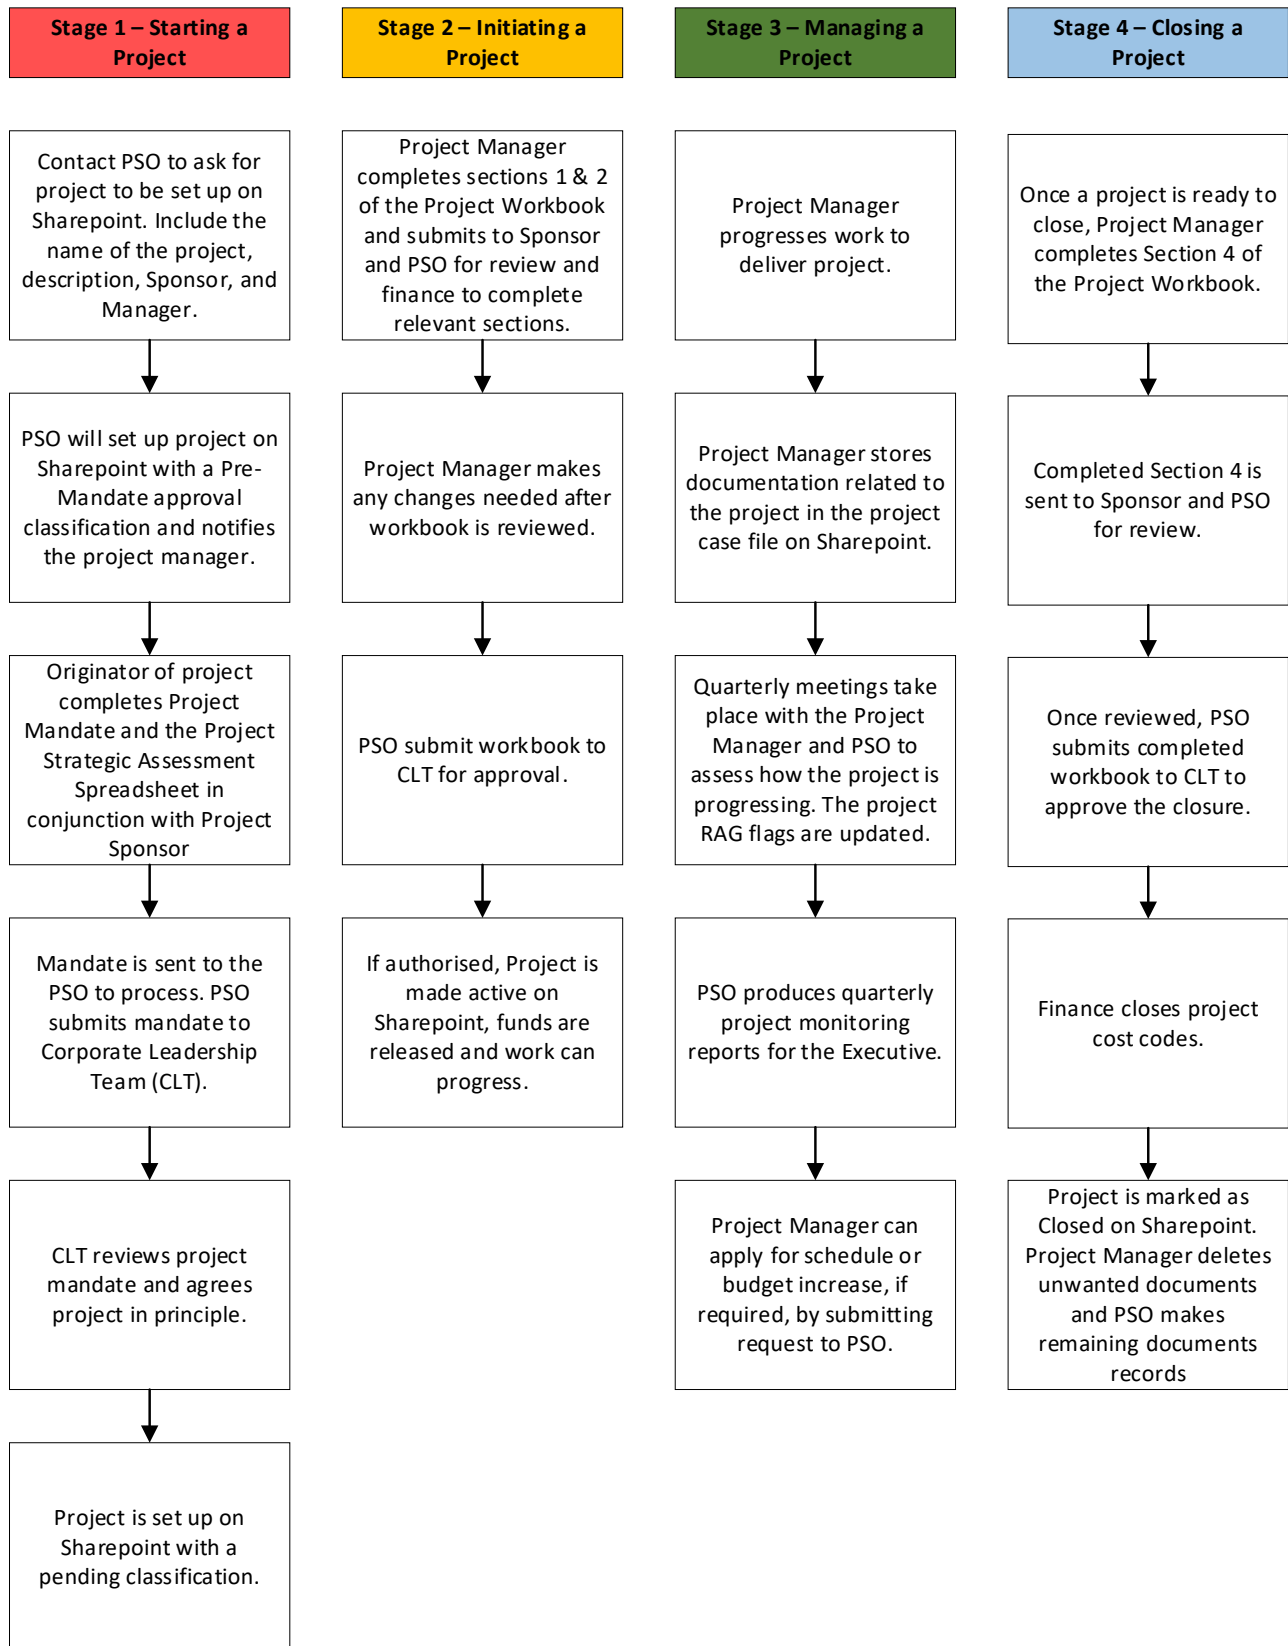 Stage 1 – Starting a
Project
Contact PSO to ask for
project to be set up on
Sharepoint. Include the
name of the project,
description, Sponsor, and
Manager.
PSO will set up project on
Sharepoint with a Pre-
Mandate approval
classification and notifies
the project manager.
Originator of project
completes Project
Mandate and the Project
Strategic Assessment
Spreadsheet in
conjunction with Project
Sponsor
Mandate is sent to the
PSO to process. PSO
submits mandate to
Corporate Leadership
Team (CLT).
CLT reviews project
mandate and agrees
project in principle.
Project is set up on
Sharepoint with a
pending classification.
Stage 2 – Initiating a
Project
Project Manager
completes sections 1 & 2
of the Project Workbook
and submits to Sponsor
and PSO for review and
finance to complete
relevant sections.
Project Manager makes
any changes needed after
workbook is reviewed.
PSO submit workbook to
CLT for approval.
If authorised, Project is
made active on
Sharepoint, funds are
released and work can
progress.
Stage 3 – Managing a
Project
Project Manager
progresses work to
deliver project.
Project Manager stores
documentation related to
the project in the project
case file on Sharepoint.
Quarterly meetings take
place with the Project
Manager and PSO to
assess how the project is
progressing. The project
RAG flags are updated.
PSO produces quarterly
project monitoring
reports for the Executive.
Project Manager can
apply for schedule or
budget increase, if
required, by submitting
request to PSO.
Stage 4 – Closing a
Project
Once a project is ready to
close, Project Manager
completes Section 4 of
the Project Workbook.
Completed Section 4 is
sent to Sponsor and PSO
for review.
Once reviewed, PSO
submits completed
workbook to CLT to
approve the closure.
Finance closes project
cost codes.
Project is marked as
Closed on Sharepoint.
Project Manager deletes
unwanted documents
and PSO makes
remaining documents
records